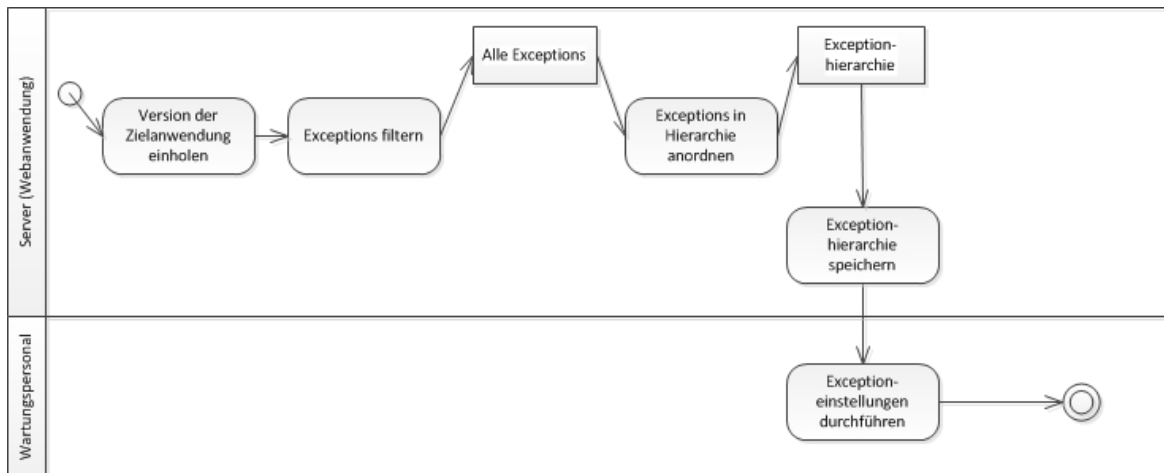 Server (Webanwendung)
Version der
Zielanwendung
einholen
Exceptions filtern
Alle Exceptions
Exceptions in
Hierarchie
anordnen
Exception-
hierarchie
Exception-
hierarchie
speichern
Wartungspersonal
Exception-
einstellungen
durchführen